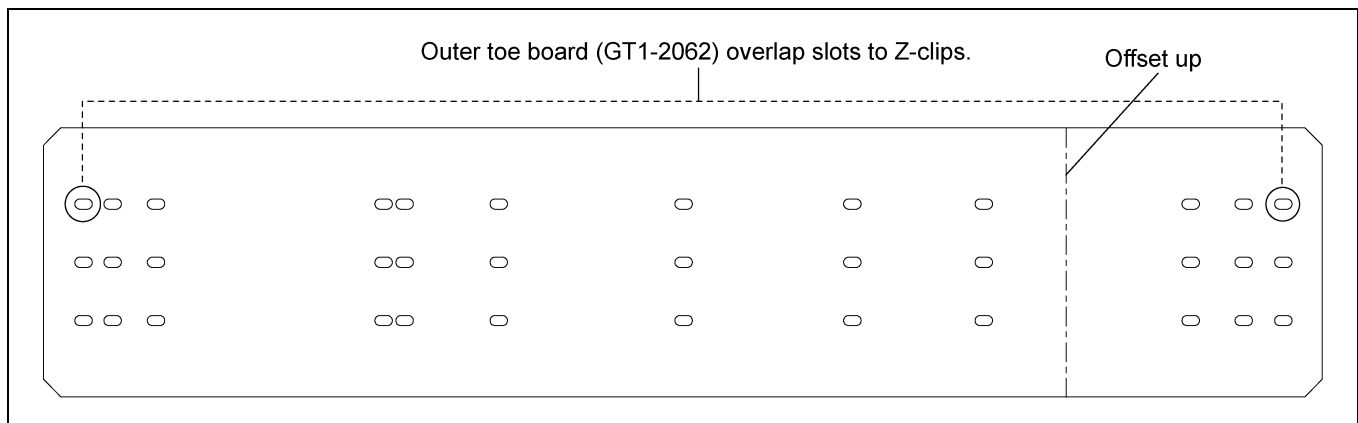 Outer toe board (GT1-2062) overlap slots to Z-clips.
Offset up